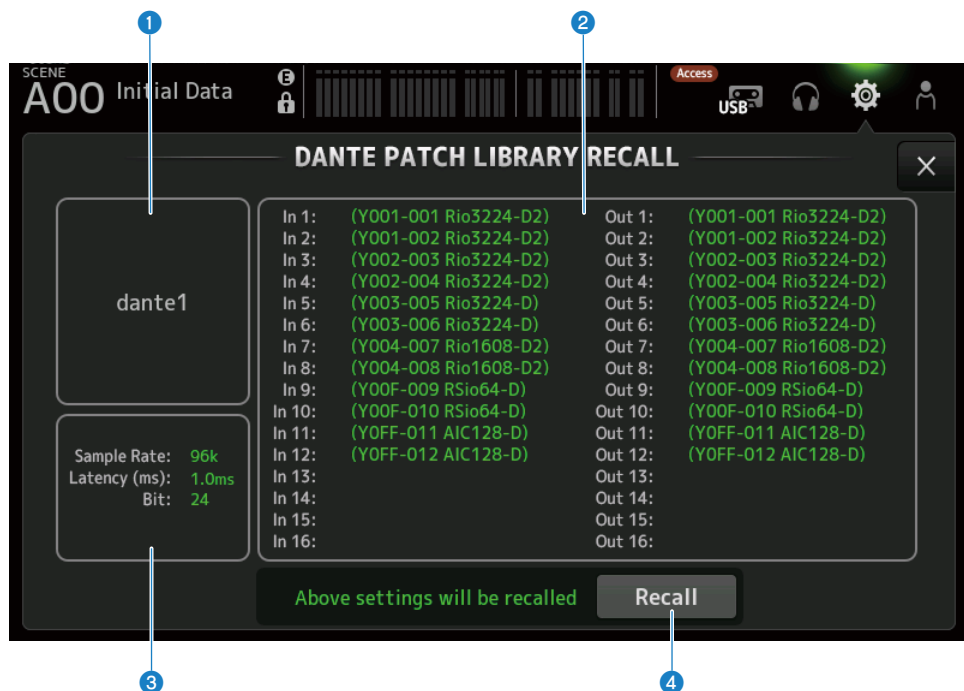 1
2
SCENE
A00 Initial Data
E
Access
USB
DANTE PATCH LIBRARY RECALL
dante1
In 1: (Y001-001 Rio3224-D2) Out 1: (Y001-001 Rio3224-D2)
In 2: (Y001-002 Rio3224-D2) Out 2: (Y001-002 Rio3224-D2)
In 3: (Y002-003 Rio3224-D2) Out 3: (Y002-003 Rio3224-D2)
In 4: (Y002-004 Rio3224-D2) Out 4: (Y002-004 Rio3224-D2)
In 5: (Y003-005 Rio3224-D) Out 5: (Y003-005 Rio3224-D)
In 6: (Y003-006 Rio3224-D) Out 6: (Y003-006 Rio3224-D)
In 7: (Y004-007 Rio1608-D2) Out 7: (Y004-007 Rio1608-D2)
In 8: (Y004-008 Rio1608-D2) Out 8: (Y004-008 Rio1608-D2)
In 9: (Y00F-009 RSio64-D) Out 9: (Y00F-009 RSio64-D)
In 10: (Y00F-010 RSio64-D) Out 10: (Y00F-010 RSio64-D)
In 11: (Y0FF-011 AIC128-D) Out 11: (Y0FF-011 AIC128-D)
In 12: (Y0FF-012 AIC128-D) Out 12: (Y0FF-012 AIC128-D)
In 13: Out 13:
In 14: Out 14:
In 15: Out 15:
In 16: Out 16:
Sample Rate: 96k
Latency (ms): 1.0ms
Bit: 24
Above settings will be recalled Recall
3
4